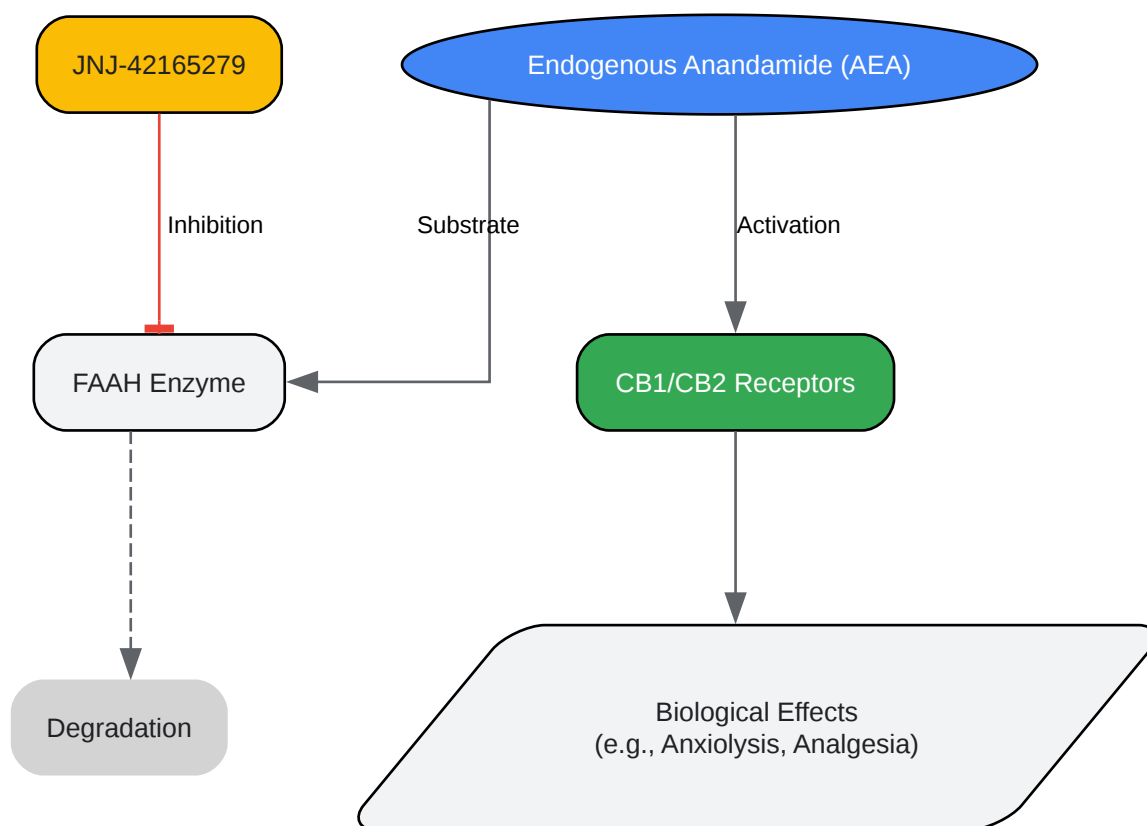 JNJ-42165279
Endogenous Anandamide (AEA)
Inhibition
Substrate
Activation
FAAH Enzyme
CB1/CB2 Receptors
Degradation
Biological Effects
(e.g., Anxiolysis, Analgesia)